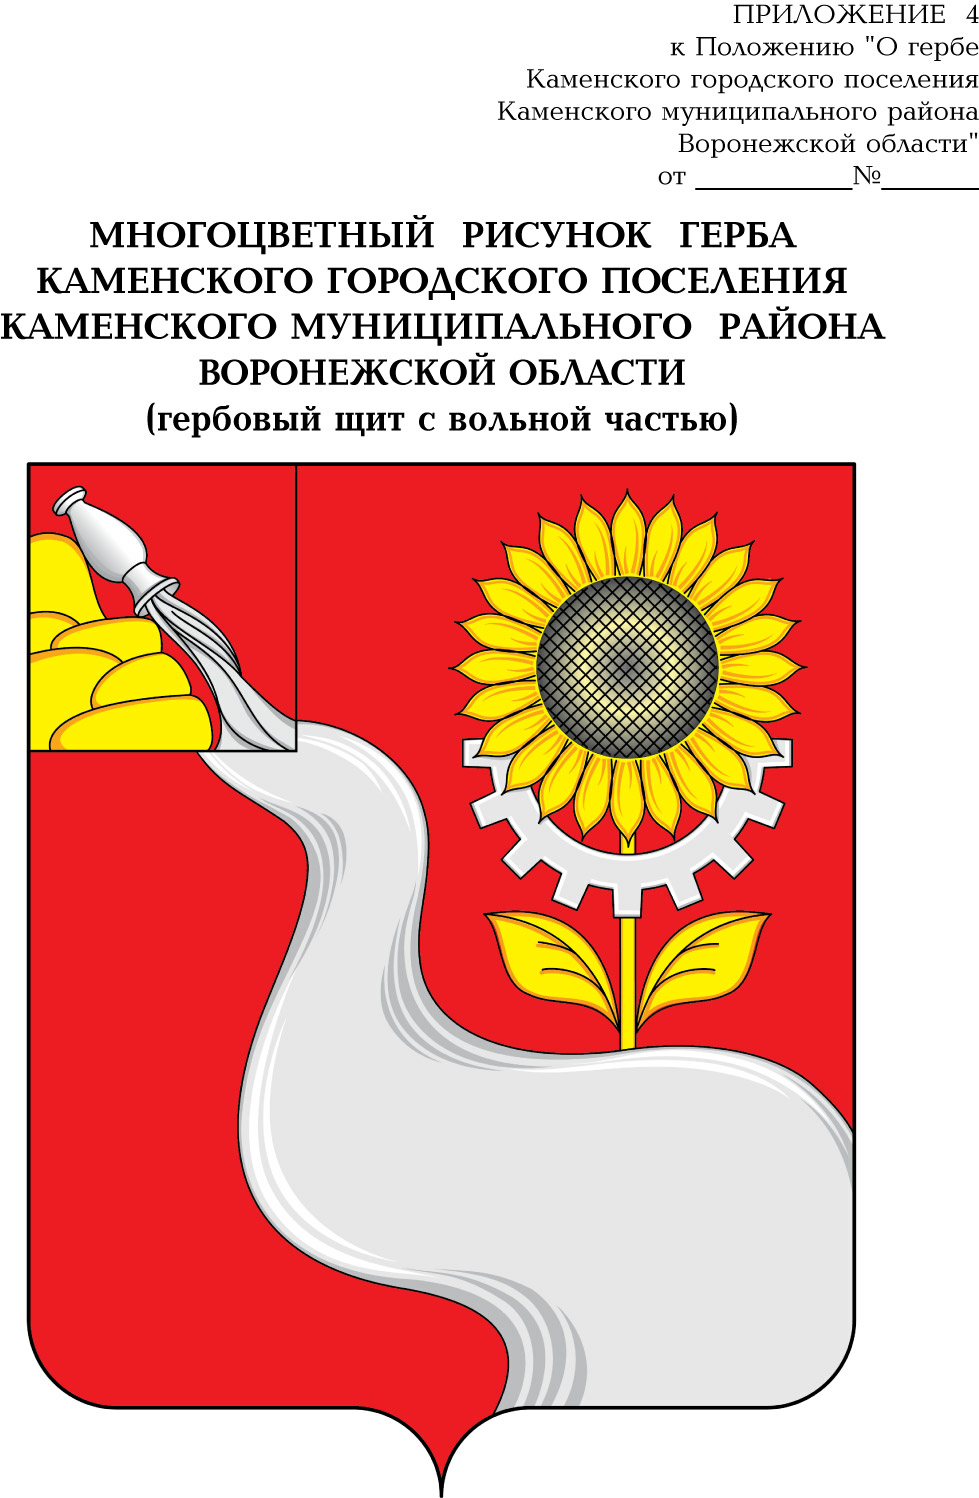 ПРИЛОЖЕНИЕ 4
к Положению "О гербе
Каменского городского поселения
Каменского муниципального района
Воронежской области"
от ___________№_______
МНОГОЦВЕТНЫЙ РИСУНОК ГЕРБА
КАМЕНСКОГО ГОРОДСКОГО ПОСЕЛЕНИЯ
КАМЕНСКОГО МУНИЦИПАЛЬНОГО РАЙОНА
ВОРОНЕЖСКОЙ ОБЛАСТИ
(гербовый щит с вольной частью)